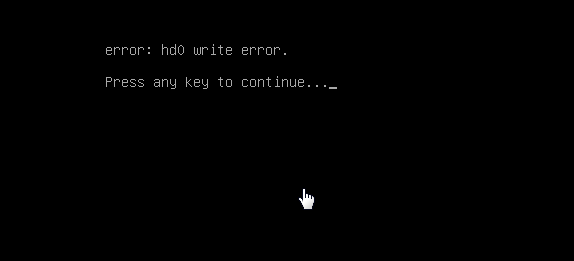 error: hd0 write error.
Press any key to continue..._